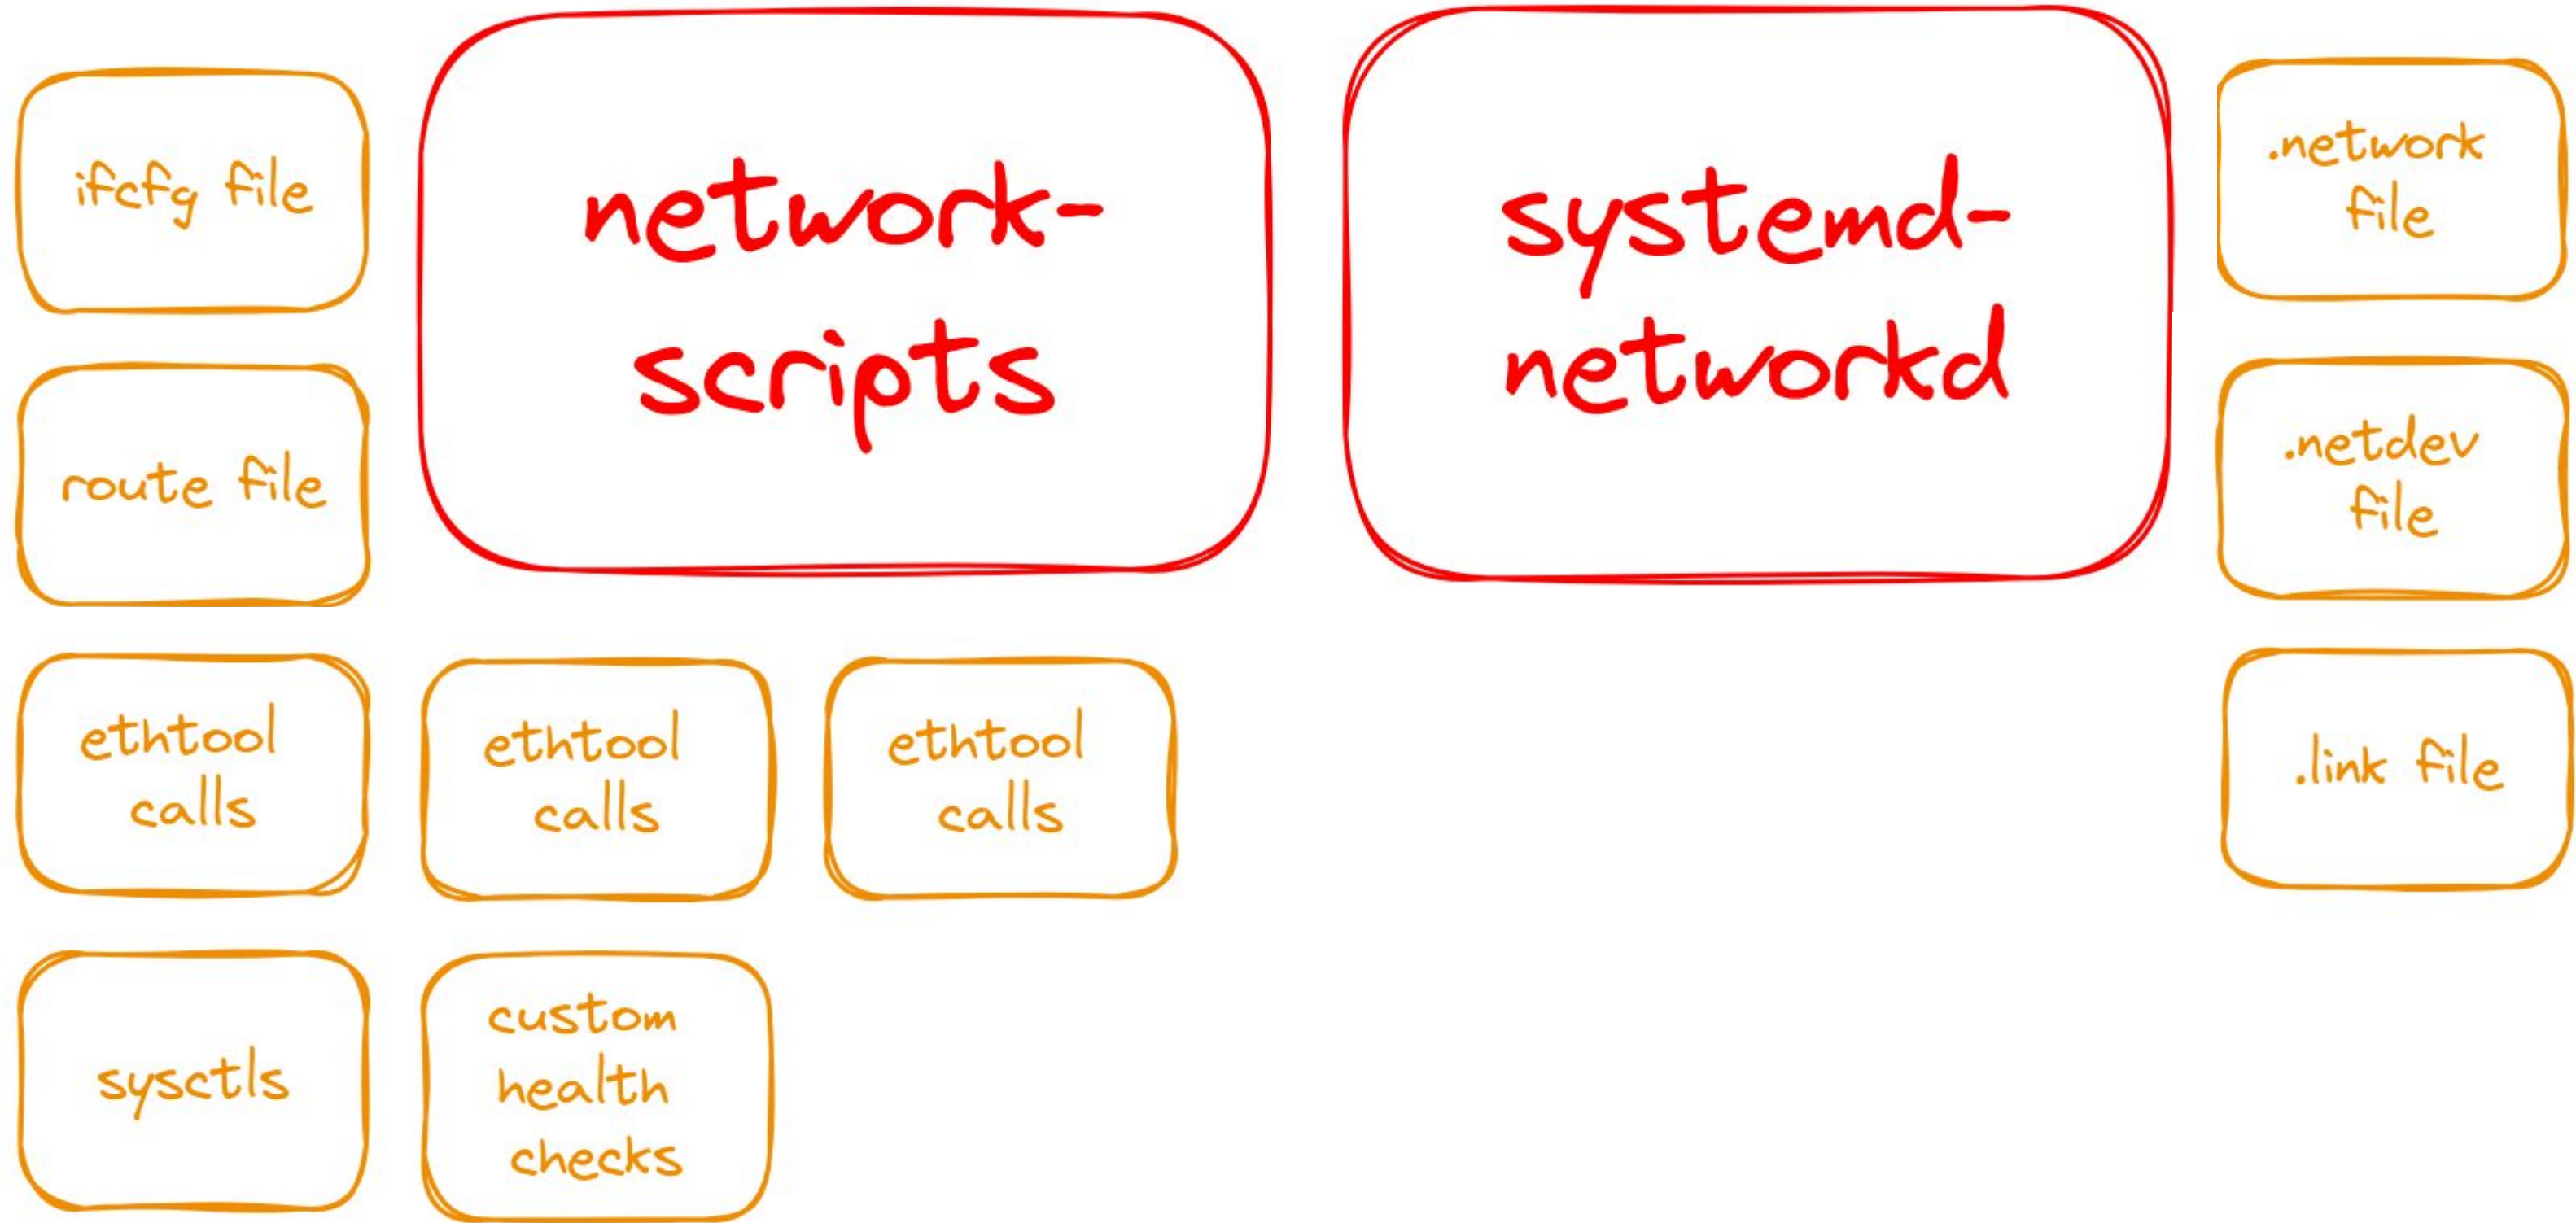 ifcfg file
route file
network-
scripts
systemd-
networkd
.network
file
.netdev
file
ethtool
calls
ethtool
calls
ethtool
calls
.link file
sysctls
custom
health
checks